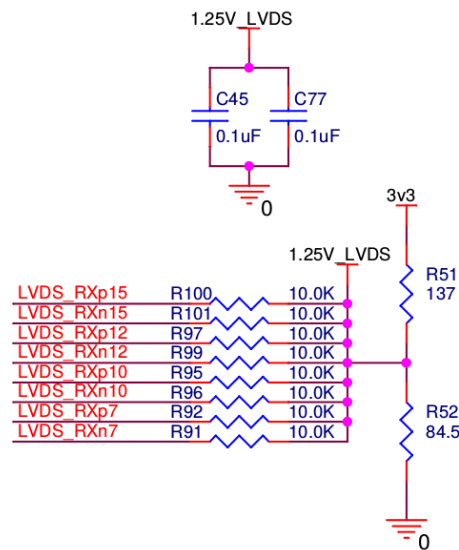 1.25V_LVDS
C45 C77
0.1uF 0.1uF
0
3v3
1.25V_LVDS
R51
137
LVDS_RXp15 R100 10.0K
LVDS_RXn15 R101 10.0K
LVDS_RXp12 R97 10.0K
LVDS_RXn12 R99 10.0K
LVDS_RXp10 R95 10.0K
LVDS_RXn10 R96 10.0K
LVDS_RXp7 R92 10.0K
LVDS_RXn7 R91 10.0K
R52
84.5
0